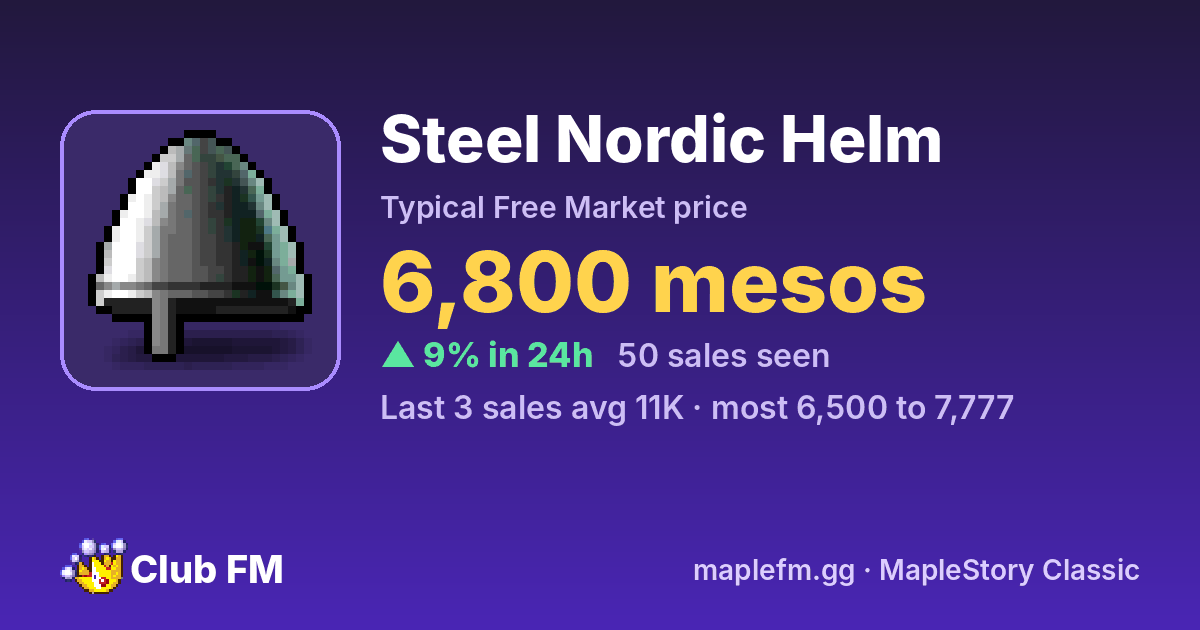 Steel Nordic Helm
Typical Free Market price
6,800 mesos
▲ 9% in 24h 50 sales seen
Last 3 sales avg 11K · most 6,500 to 7,777
Club FM
maplefm.gg · MapleStory Classic